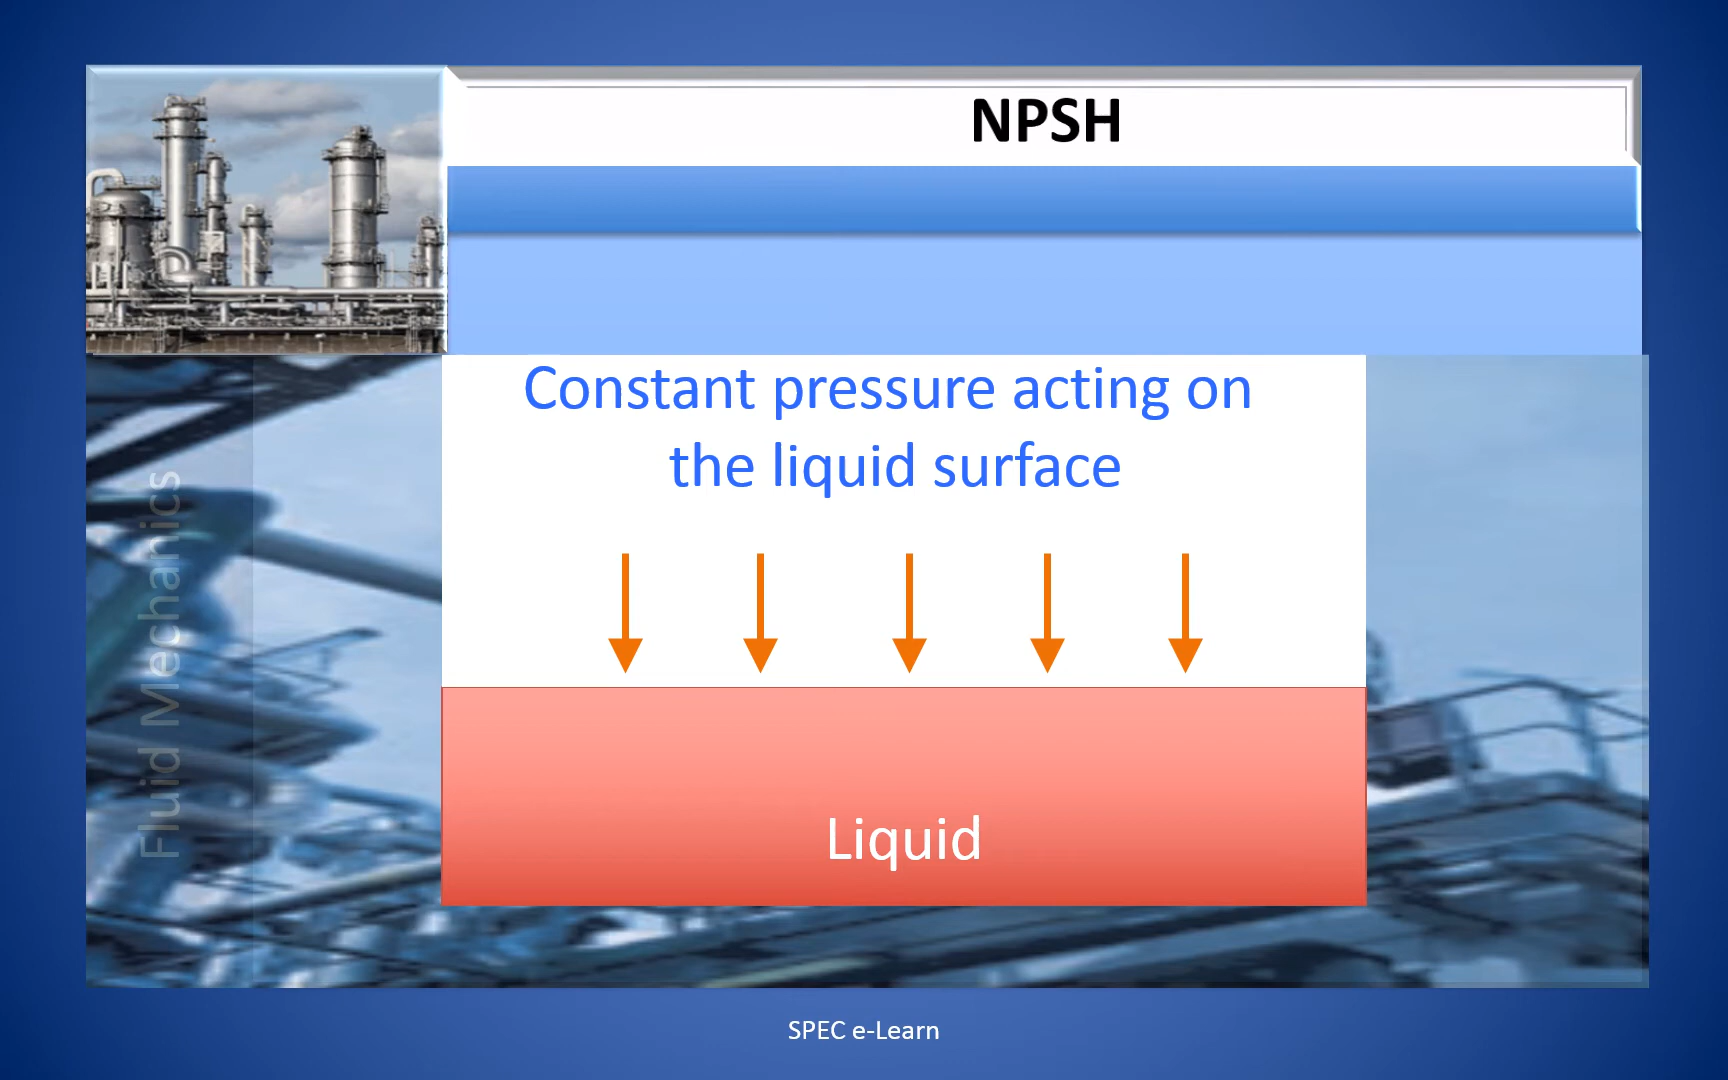 NPSH
Constant pressure acting on
the liquid surface
Liquid
Fluid Mechanics
SPEC e-Learn